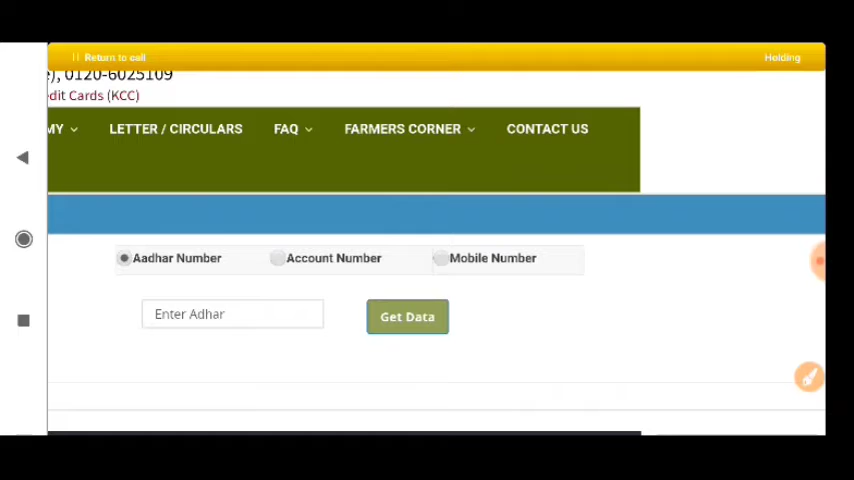 Return to call Holding
e), 0120-6025109
edit Cards (KCC)
MY LETTER / CIRCULARS FAQ FARMERS CORNER CONTACT US
Aadhar Number Account Number Mobile Number
Enter Adhar Get Data